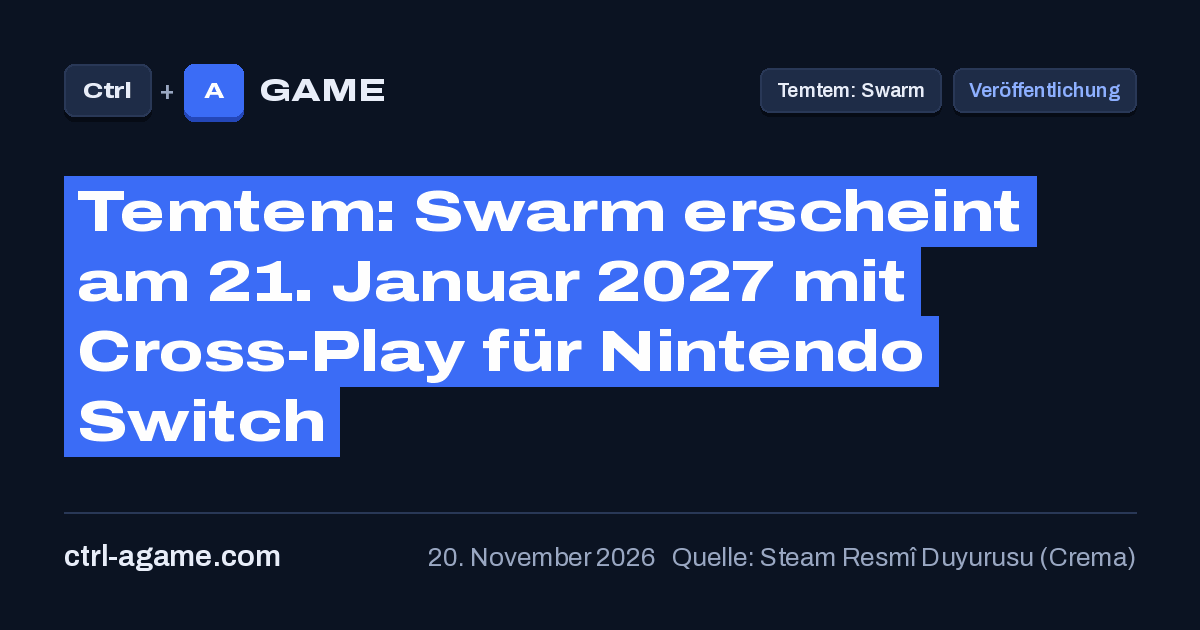 Ctrl + A GAME
Temtem: Swarm Veröffentlichung
Temtem: Swarm erscheint
am 21. Januar 2027 mit
Cross-Play für Nintendo
Switch
ctrl-agame.com
20. November 2026 Quelle: Steam Resmî Duyurusu (Crema)